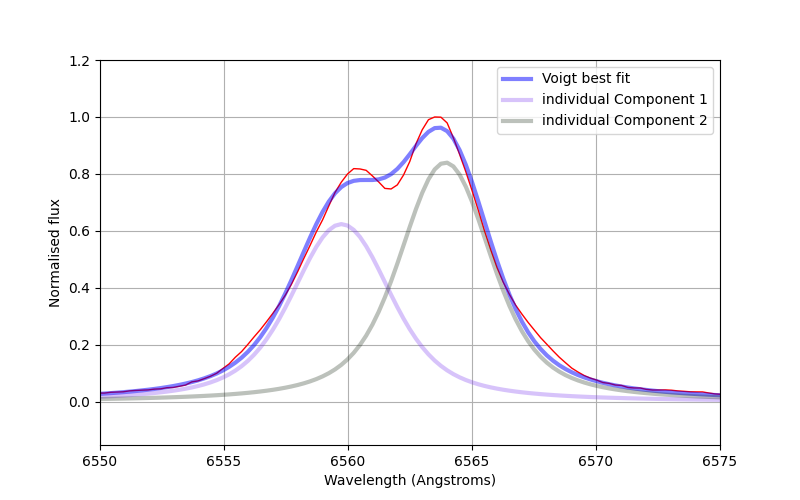 1.2
1.0
0.8
0.6
0.4
0.2
0.0
Normalised flux
Voigt best fit
individual Component 1
individual Component 2
6550 6555 6560 6565 6570 6575
Wavelength (Angstroms)